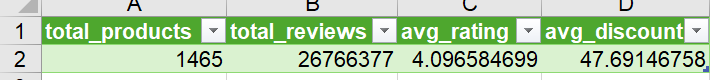 A B C D
1 total_products total_reviews avg_rating avg_discount
2 1465 26766377 4.096584699 47.69146758